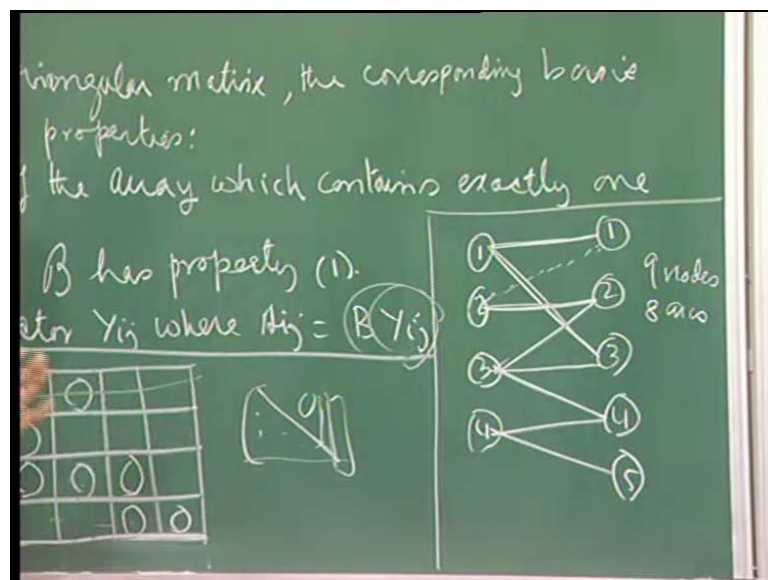 triangular matrix, the corresponding basis
properties:
the array which contains exactly one
B has property (1).
Yij where Aij = B Yij
1 1
2 2
3 3
4 4
5
9 nodes
8 arcs
0